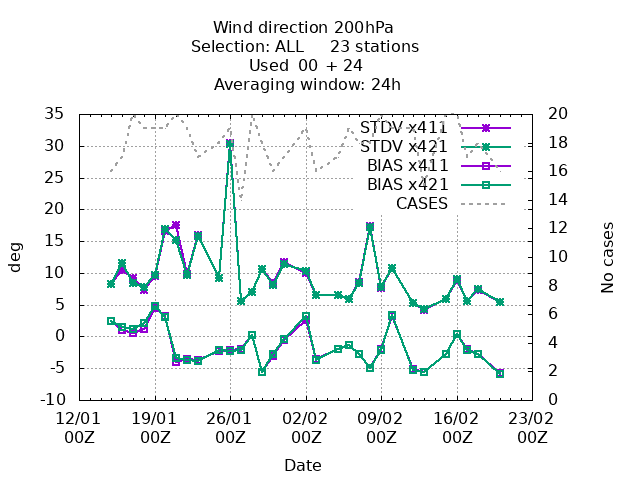 Wind direction 200hPa
Selection: ALL     23 stations
Used  00 + 24
Averaging window: 24h
35
30
25
20
15
10
5
0
-5
-10
deg
20
18
16
14
12
10
8
6
4
2
0
No cases
STDV x411
STDV x421
BIAS x411
BIAS x421
CASES
12/01 19/01 26/01 02/02 09/02 16/02 23/02
00Z 00Z 00Z 00Z 00Z 00Z 00Z
Date